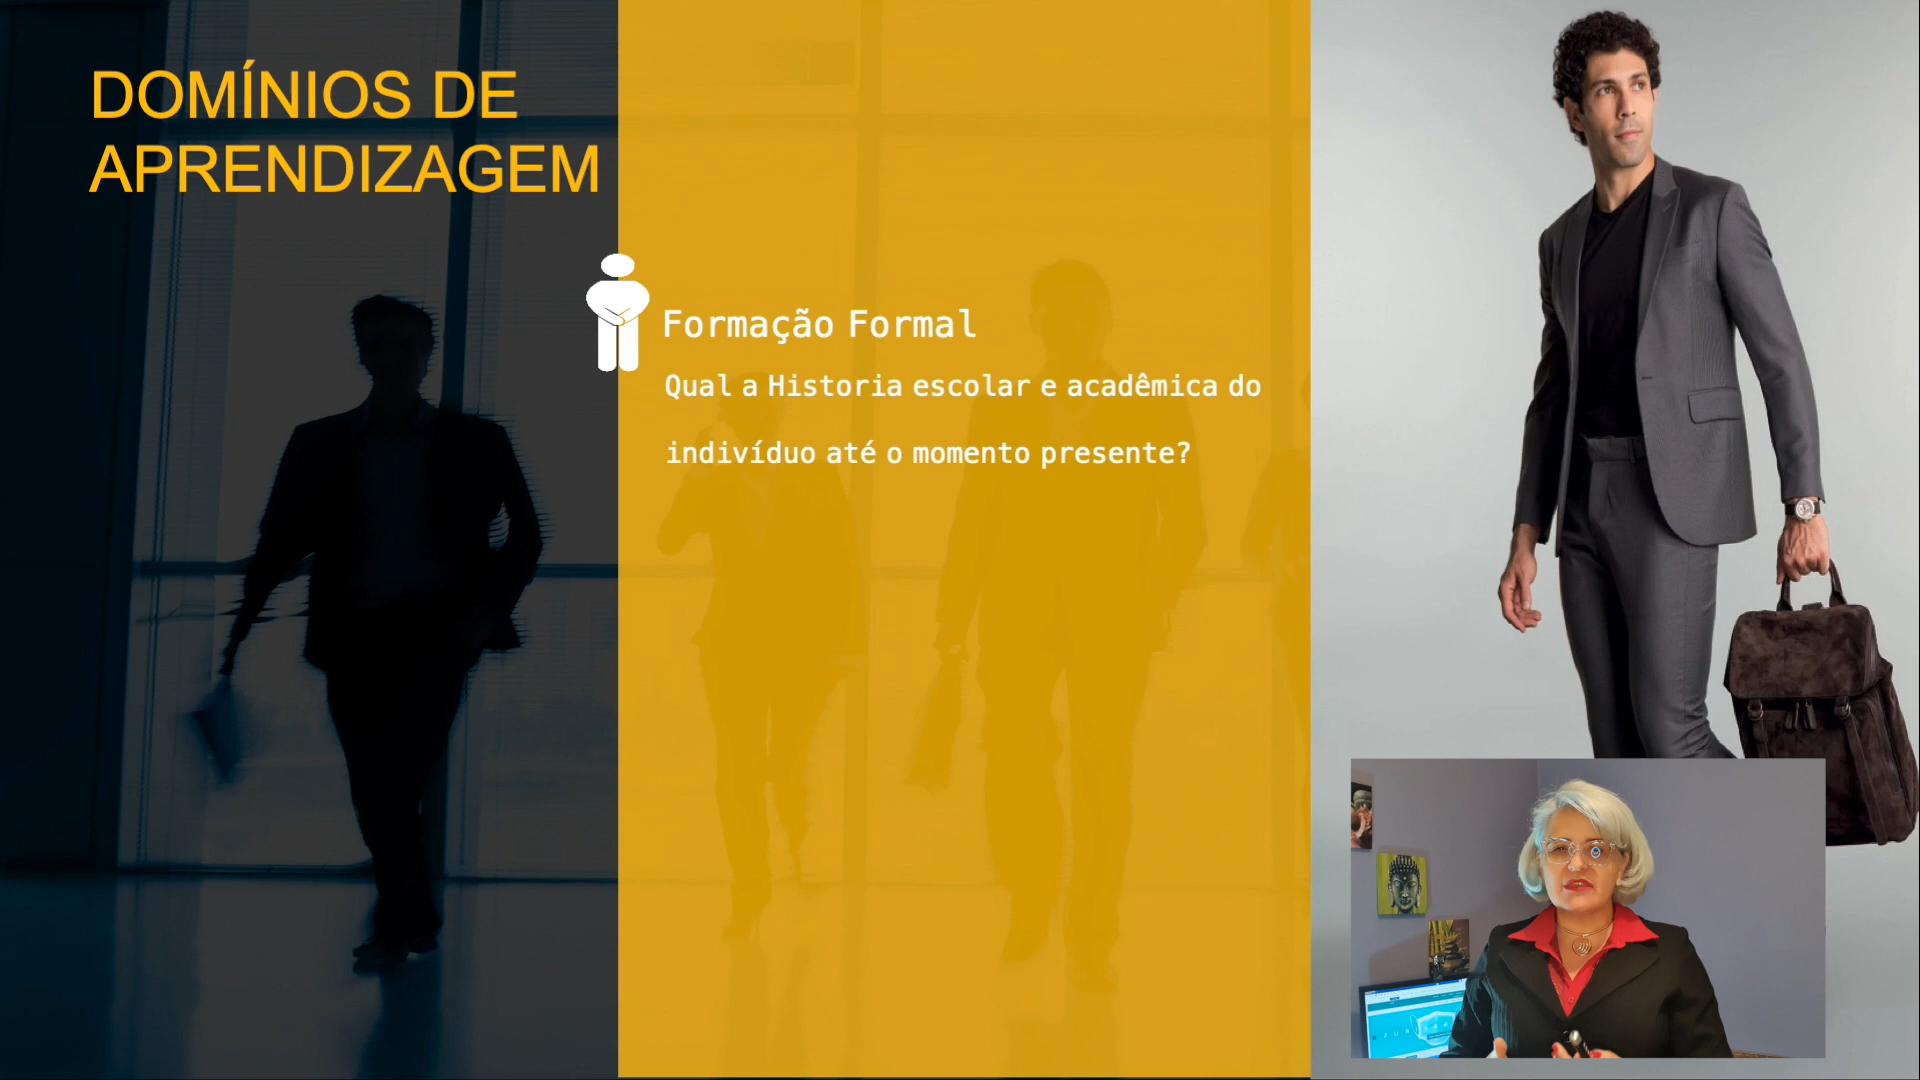 DOMÍNIOS DE
APRENDIZAGEM
Formação Formal
Qual a Historia escolar e acadêmica do
indivíduo até o momento presente?